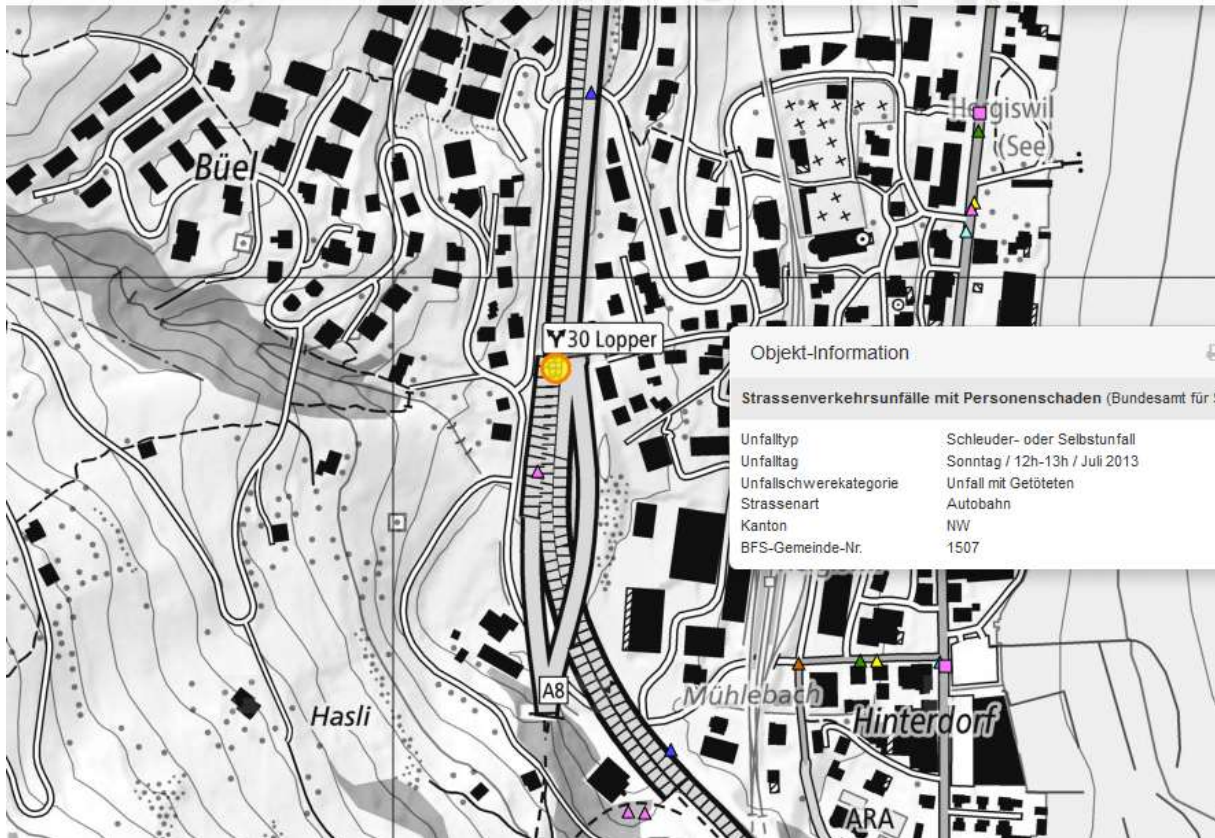 Hergiswil
(See)
Büel
30 Lopper
Objekt-Information
Strassenverkehrsunfälle mit Personenschaden (Bundesamt für
Unfalltyp Schleuder- oder Selbstunfall
Unfalltag Sonntag / 12h-13h / Juli 2013
Unfallschwerekategorie Unfall mit Getöteten
Strassenart Autobahn
Kanton NW
BFS-Gemeinde-Nr. 1507
A8
Mühlebach
Hasli
Hinterdorf
ARA